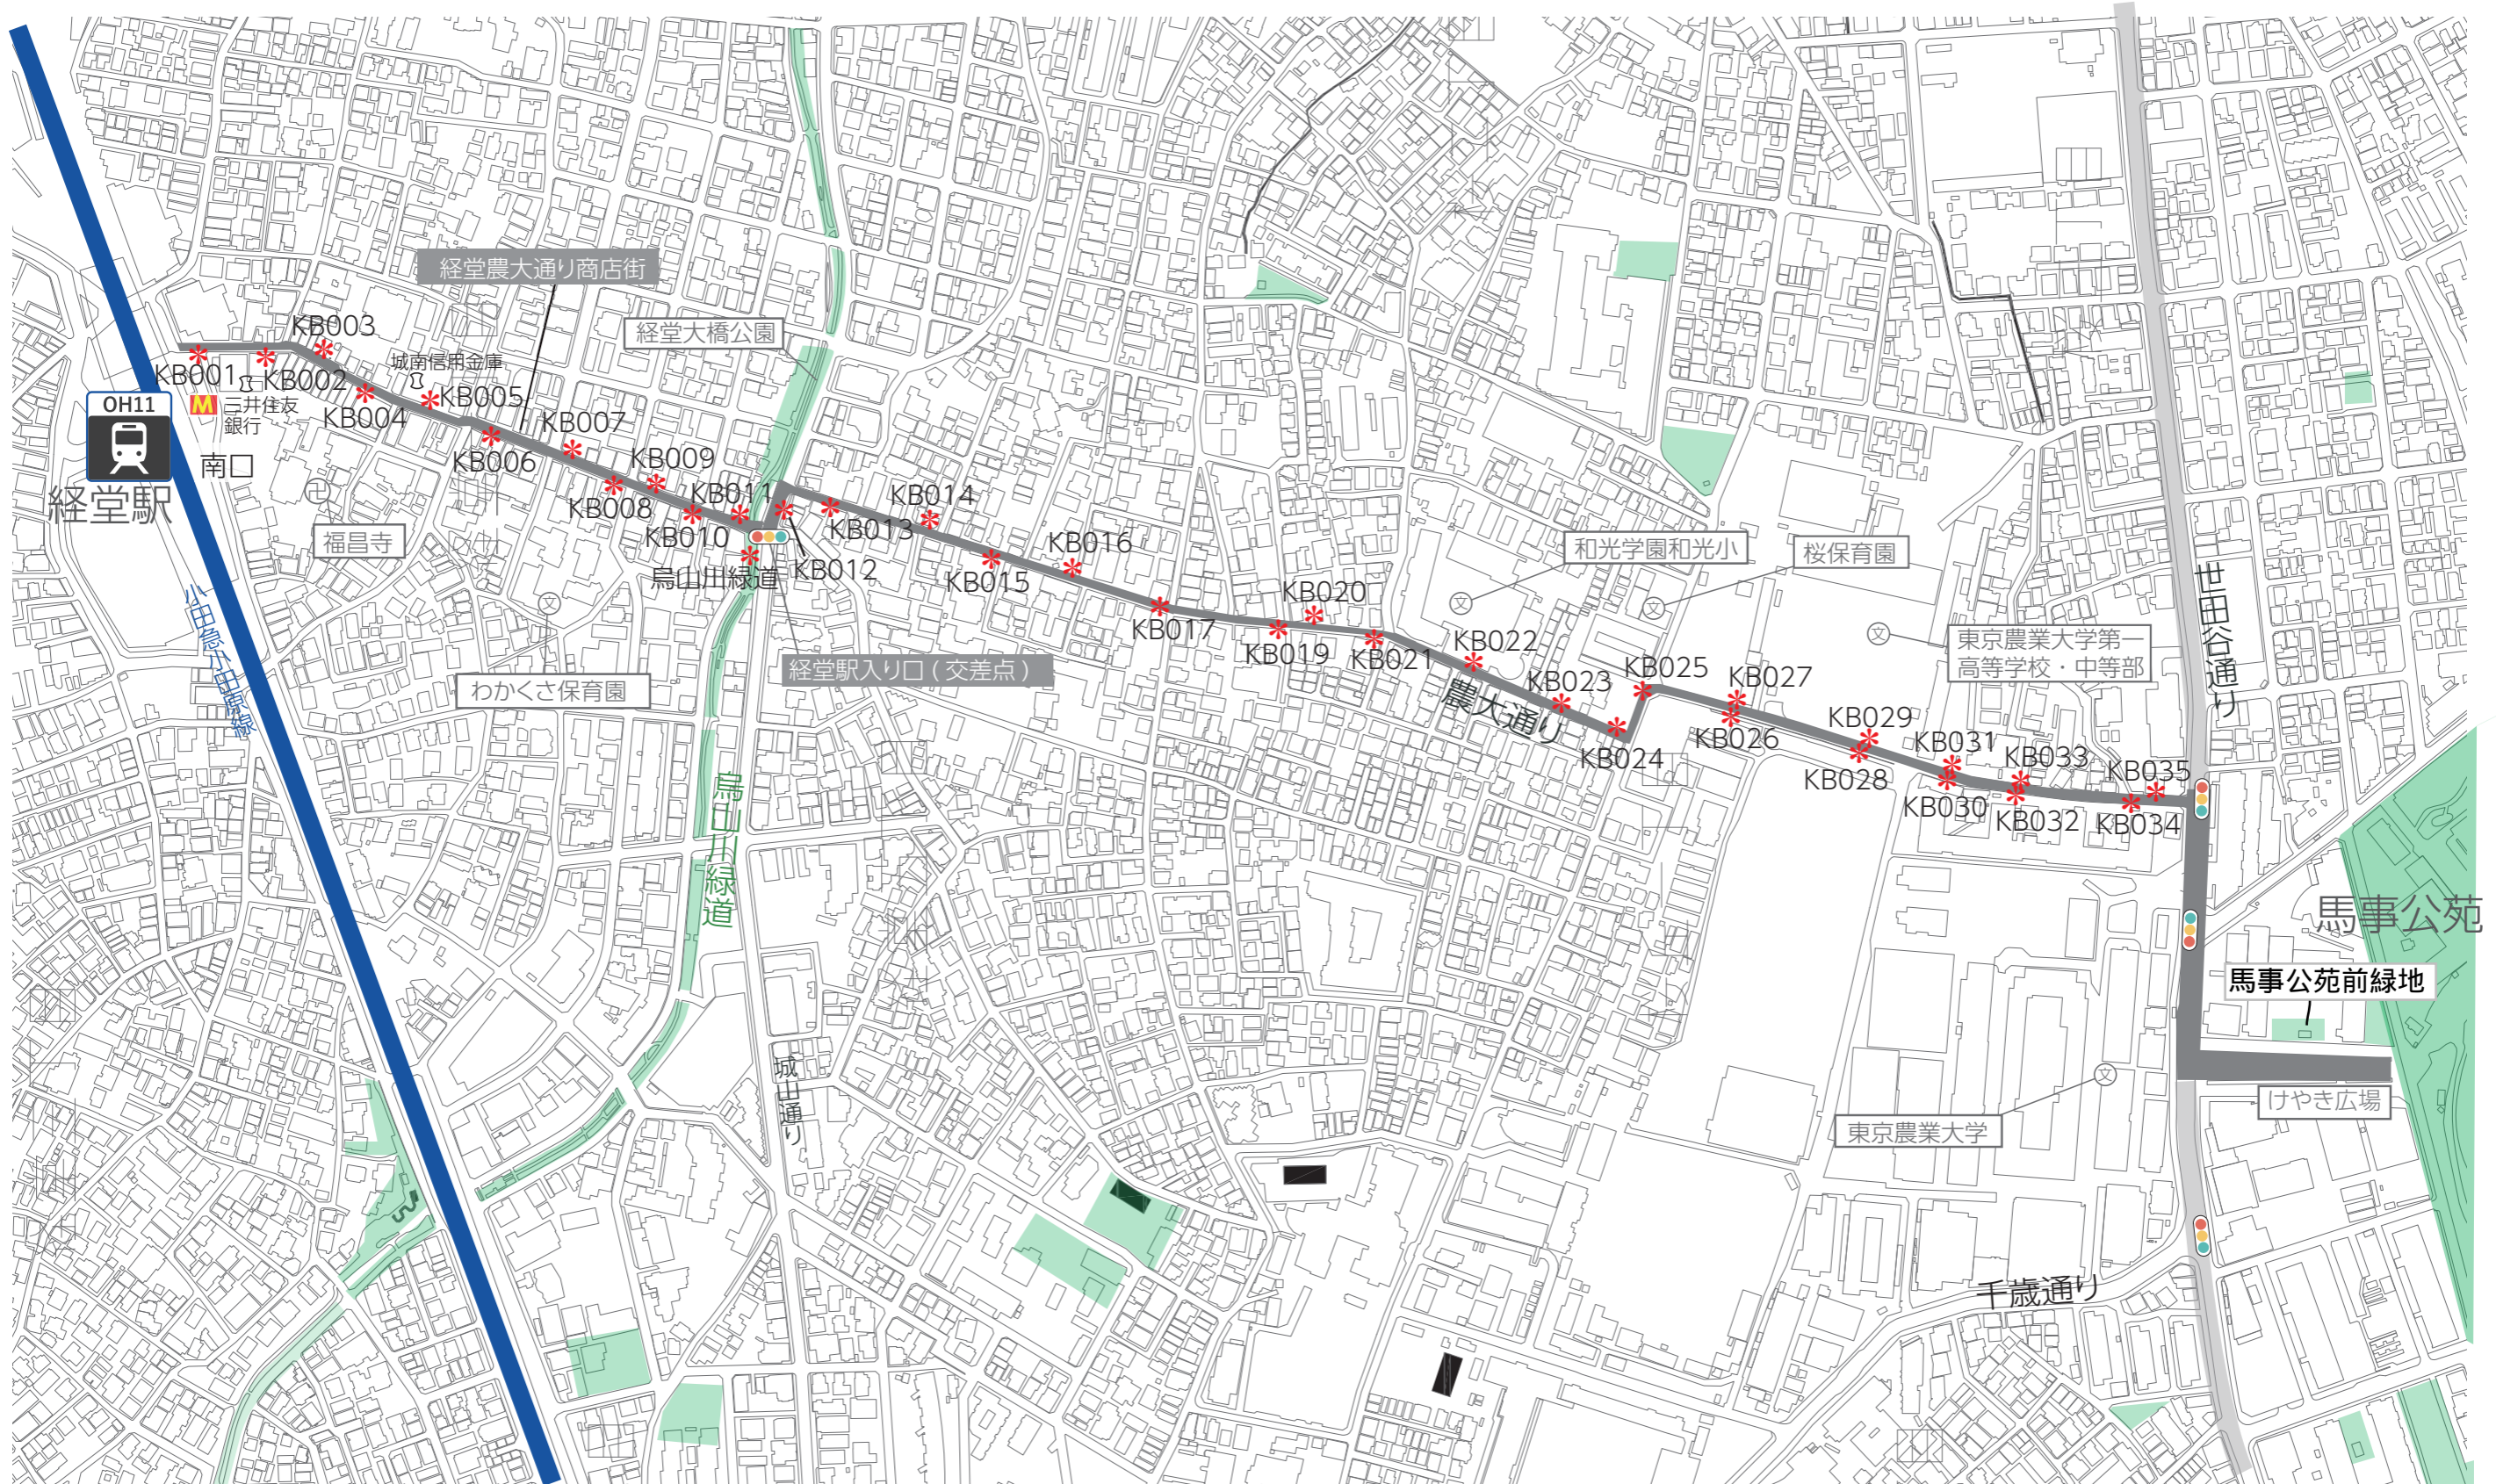 経堂農大通り商店街
経堂大橋公園
KB003
城南信用金庫
KB001
KB002
KB005
KB004
OH11
M
三井住友
銀行
KB007
KB006
南口
経堂駅
KB009
KB008
KB011
KB014
KB013
KB010
KB016
福昌寺
和光学園和光小
桜保育園
烏山川緑道
KB012
KB015
小田急小田原線
文
文
文
文
世田谷通り
KB020
KB017
KB019
KB021
KB022
東京農業大学第一
高等学校・中等部
経堂駅入り口 ( 交差点 )
わかくさ保育園
KB025
KB023
KB027
農大通り
KB024
KB026
KB029
KB028
KB031
KB033
KB035
KB030
KB032
KB034
烏山川緑道
馬事公苑
馬事公苑前緑地
城山通り
文
けやき広場
東京農業大学
千歳通り